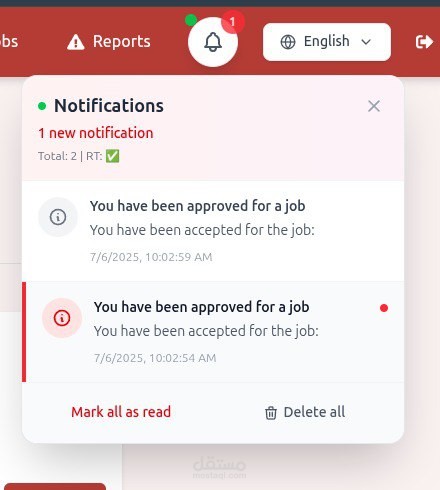 obs
Reports
1
English
Notifications
1 new notification
Total: 2 | RT: ✅
You have been approved for a job
You have been accepted for the job:
7/6/2025, 10:02:59 AM
You have been approved for a job
You have been accepted for the job:
7/6/2025, 10:02:54 AM
Mark all as read
Delete all
مستقل
mostaql.com